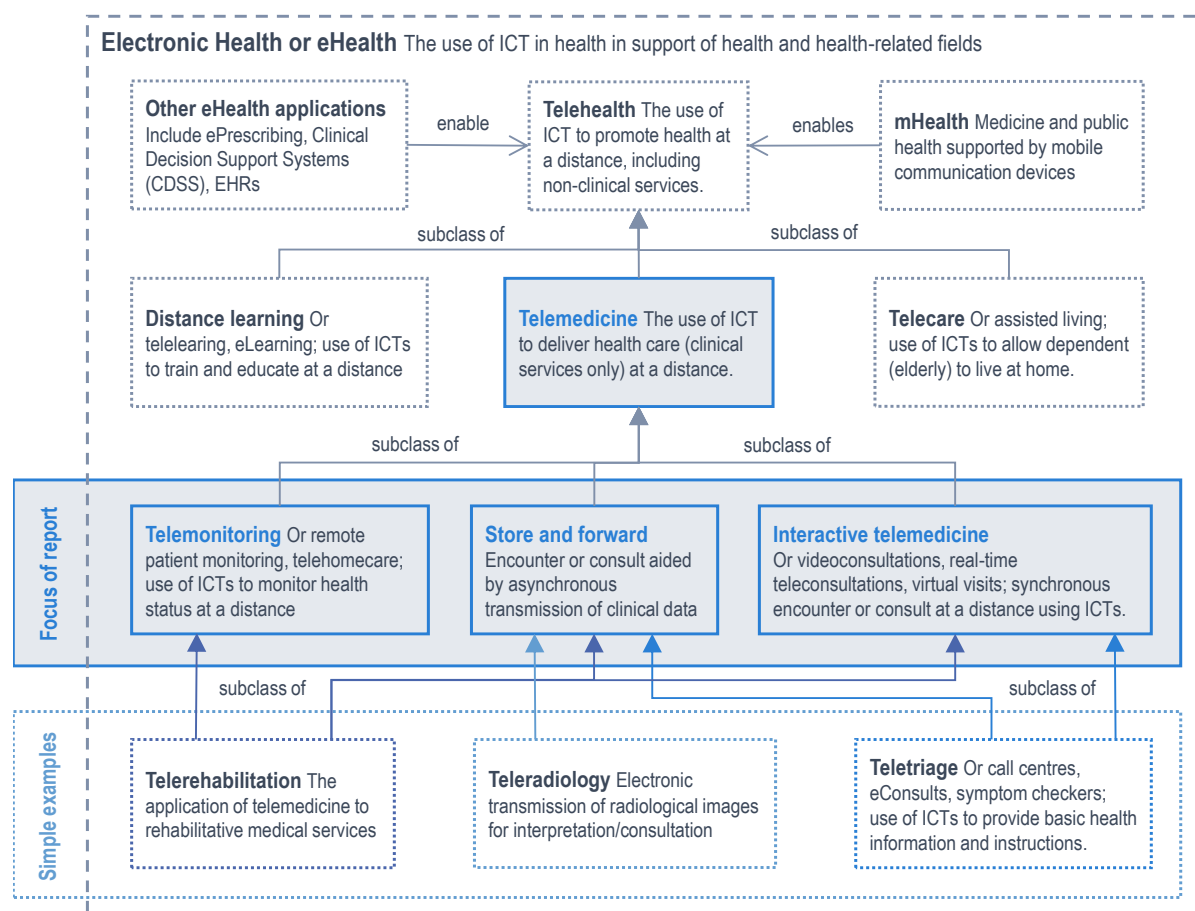 Electronic Health or eHealth The use of ICT in health in support of health and health-related fields
Other eHealth applications
Include ePrescribing, Clinical
Decision Support Systems
(CDSS), EHRs
enable
Telehealth The use of
ICT to promote health at
a distance, including
non-clinical services.
enables
mHealth Medicine and public
health supported by mobile
communication devices
subclass of
subclass of
Distance learning Or
telelearing, eLearning; use of ICTs
to train and educate at a distance
Telemedicine The use of ICT
to deliver health care (clinical
services only) at a distance.
Telecare Or assisted living;
use of ICTs to allow dependent
(elderly) to live at home.
subclass of
subclass of
Focus of report
Telemonitoring Or remote
patient monitoring, telehomecare;
use of ICTs to monitor health
status at a distance
Store and forward
Encounter or consult aided
by asynchronous
transmission of clinical data
Interactive telemedicine
Or videoconsultations, real-time
teleconsultations, virtual visits; synchronous
encounter or consult at a distance using ICTs.
subclass of
subclass of
Simple examples
Telerehabilitation The
application of telemedicine to
rehabilitative medical services
Teleradiology Electronic
transmission of radiological images
for interpretation/consultation
Teletriage Or call centres,
eConsults, symptom checkers;
use of ICTs to provide basic health
information and instructions.